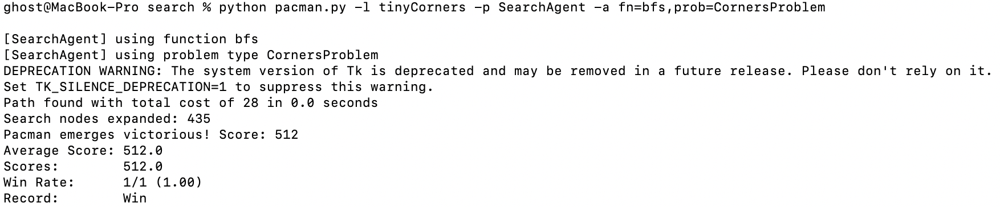 ghost@MacBook-Pro search % python pacman.py -l tinyCorners -p SearchAgent -a fn=bfs,prob=CornersProblem
[SearchAgent] using function bfs
[SearchAgent] using problem type CornersProblem
DEPRECATION WARNING: The system version of Tk is deprecated and may be removed in a future release. Please don't rely on it.
Set TK_SILENCE_DEPRECATION=1 to suppress this warning.
Path found with total cost of 28 in 0.0 seconds
Search nodes expanded: 435
Pacman emerges victorious! Score: 512
Average Score: 512.0
Scores:        512.0
Win Rate:      1/1 (1.00)
Record:        Win